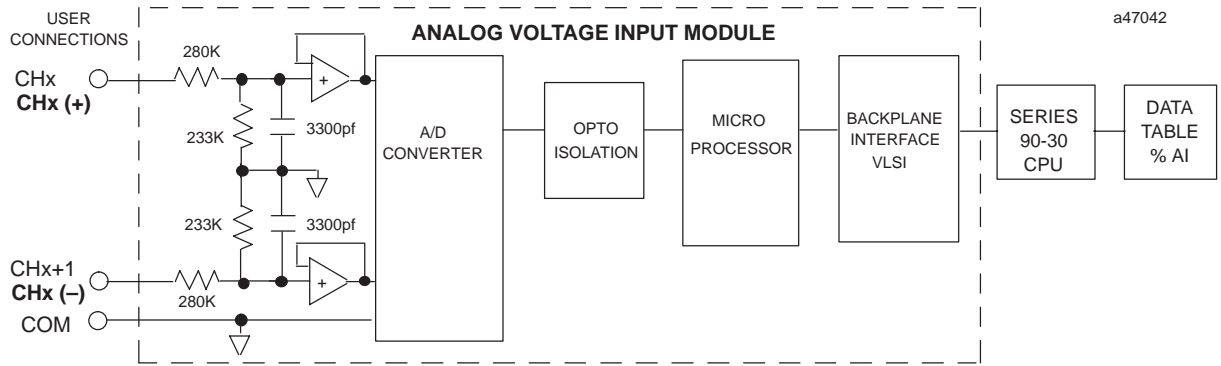 USER
CONNECTIONS
ANALOG VOLTAGE INPUT MODULE
a47042
280K
CHx
CHx (+)
+
233K
3300pf
A/D
CONVERTER
OPTO
ISOLATION
MICRO
PROCESSOR
BACKPLANE
INTERFACE
VLSI
SERIES
90-30
CPU
DATA
TABLE
% AI
233K
3300pf
CHx+1
CHx (–)
+
280K
COM